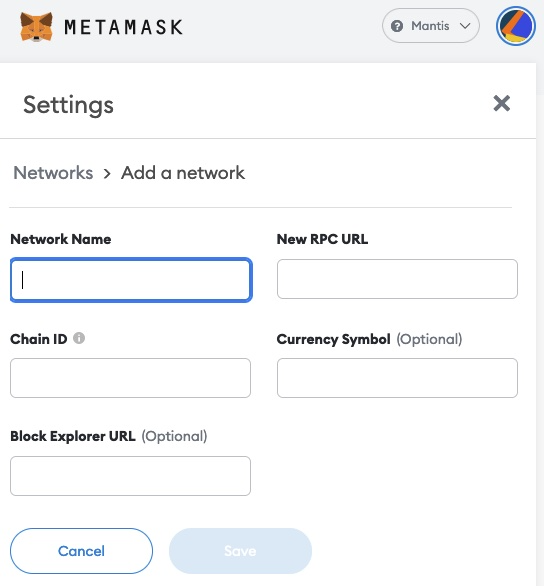 METAMASK
? Mantis
Settings
Networks > Add a network
Network Name
New RPC URL
Chain ID
Currency Symbol (Optional)
Block Explorer URL (Optional)
Cancel
Save